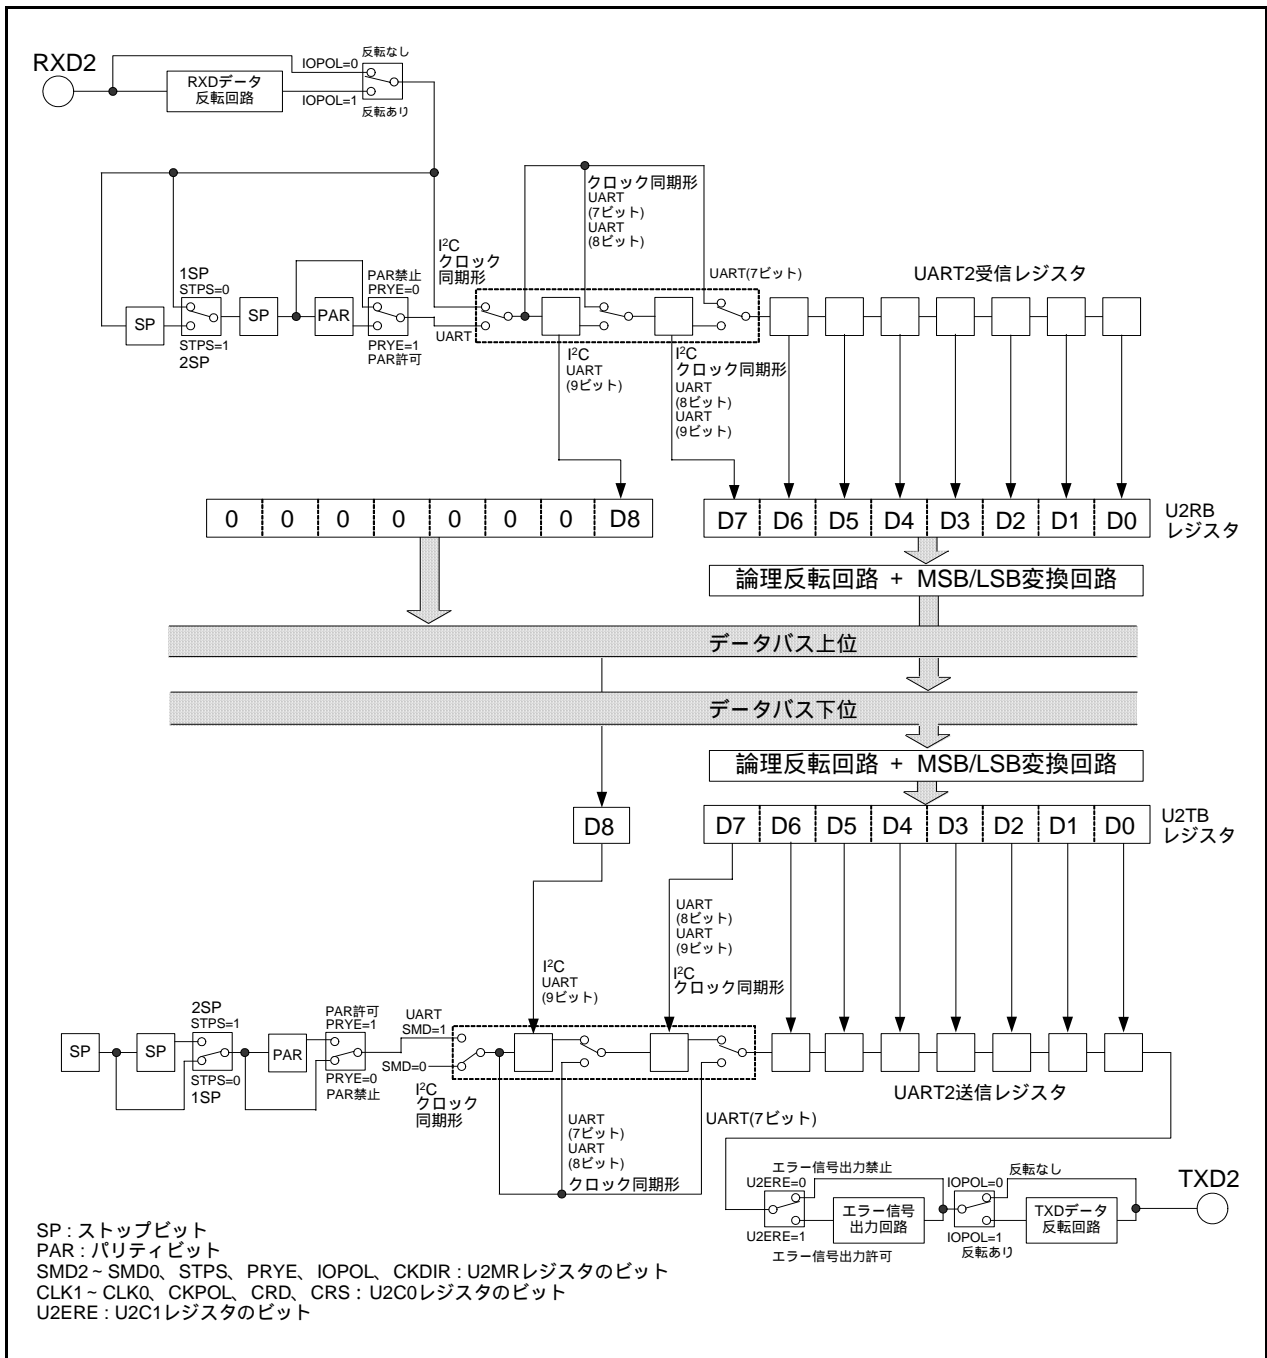 RXD2
IOPOL=0
反転なし
RXDデータ
反転回路
IOPOL=1
反転あり
クロック同期形
UART
(7ビット)
UART
(8ビット)
I²C
クロック
同期形
1SP
STPS=0
PAR禁止
PRYE=0
UART(7ビット)
UART2受信レジスタ
SP
SP
PAR
UART
STPS=1
2SP
PRYE=1
PAR許可
I²C
UART
(9ビット)
I²C
クロック同期形
UART
(8ビット)
UART
(9ビット)
0 0 0 0 0 0 0 D8
D7 D6 D5 D4 D3 D2 D1 D0
U2RB
レジスタ
論理反転回路 + MSB/LSB変換回路
データバス上位
データバス下位
論理反転回路 + MSB/LSB変換回路
D8
D7 D6 D5 D4 D3 D2 D1 D0
U2TB
レジスタ
UART
(8ビット)
UART
(9ビット)
I²C
クロック同期形
I²C
UART
(9ビット)
2SP
STPS=1
PAR許可
PRYE=1
UART
SMD=1
SP
SP
PAR
STPS=0
1SP
PRYE=0
PAR禁止
SMD=0
I²C
クロック
同期形
UART2送信レジスタ
UART
(7ビット)
UART
(8ビット)
クロック同期形
UART(7ビット)
エラー信号出力禁止
U2ERE=0
エラー信号
出力回路
U2ERE=1
エラー信号出力許可
IOPOL=0
反転なし
TXDデータ
反転回路
IOPOL=1
反転あり
TXD2
SP : ストップビット
PAR : パリティビット
SMD2~SMD0、STPS、PRYE、IOPOL、CKDIR : U2MRレジスタのビット
CLK1~CLK0、CKPOL、CRD、CRS : U2C0レジスタのビット
U2ERE : U2C1レジスタのビット